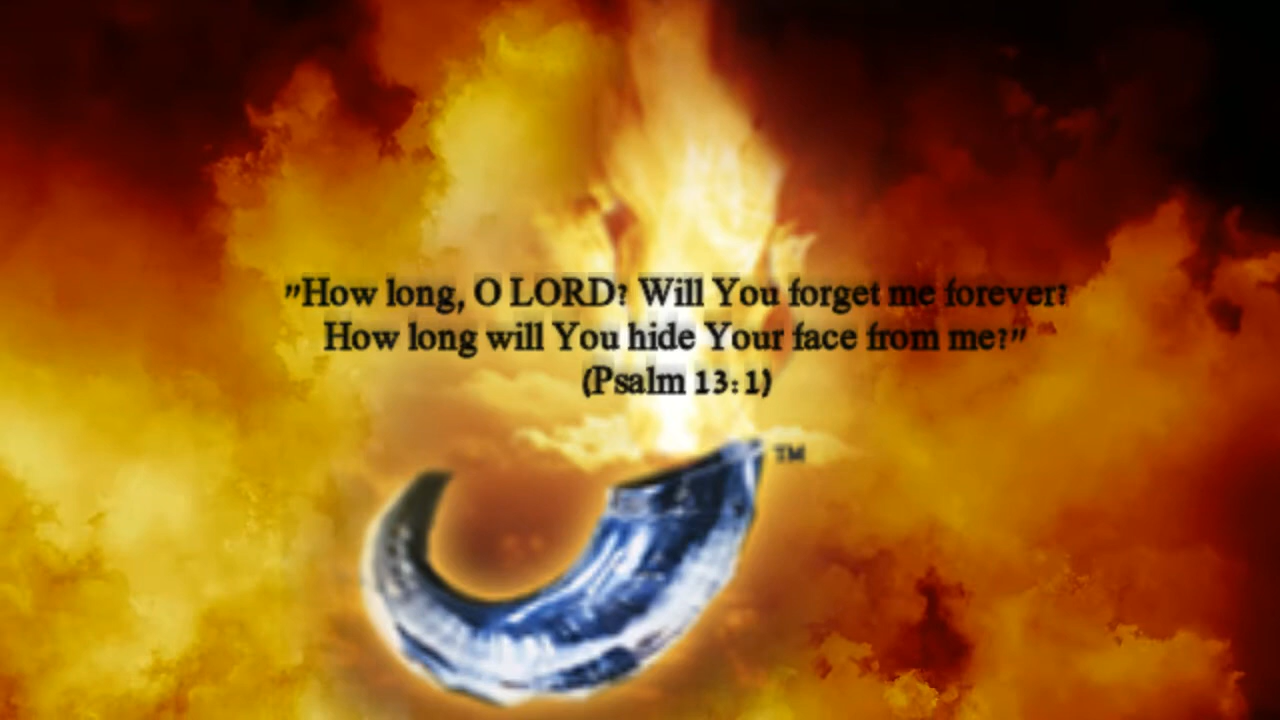 "How long, O LORD? Will You forget me forever?
How long will You hide Your face from me?"
(Psalm 13:1)
TM